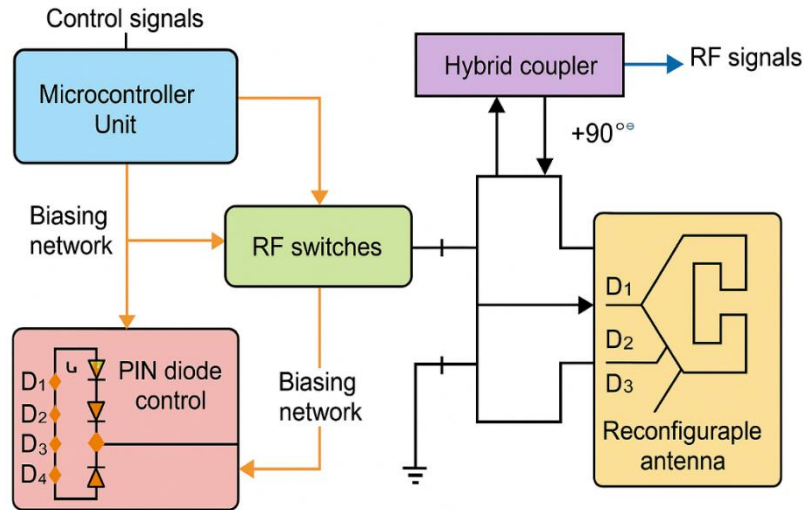 Control signals
Microcontroller
Unit
Hybrid coupler
RF signals
+90°⊖
Biasing
network
RF switches
D1
D2
D3
Reconfiguraple
antenna
PIN diode
control
D1
D2
D3
D4
Biasing
network